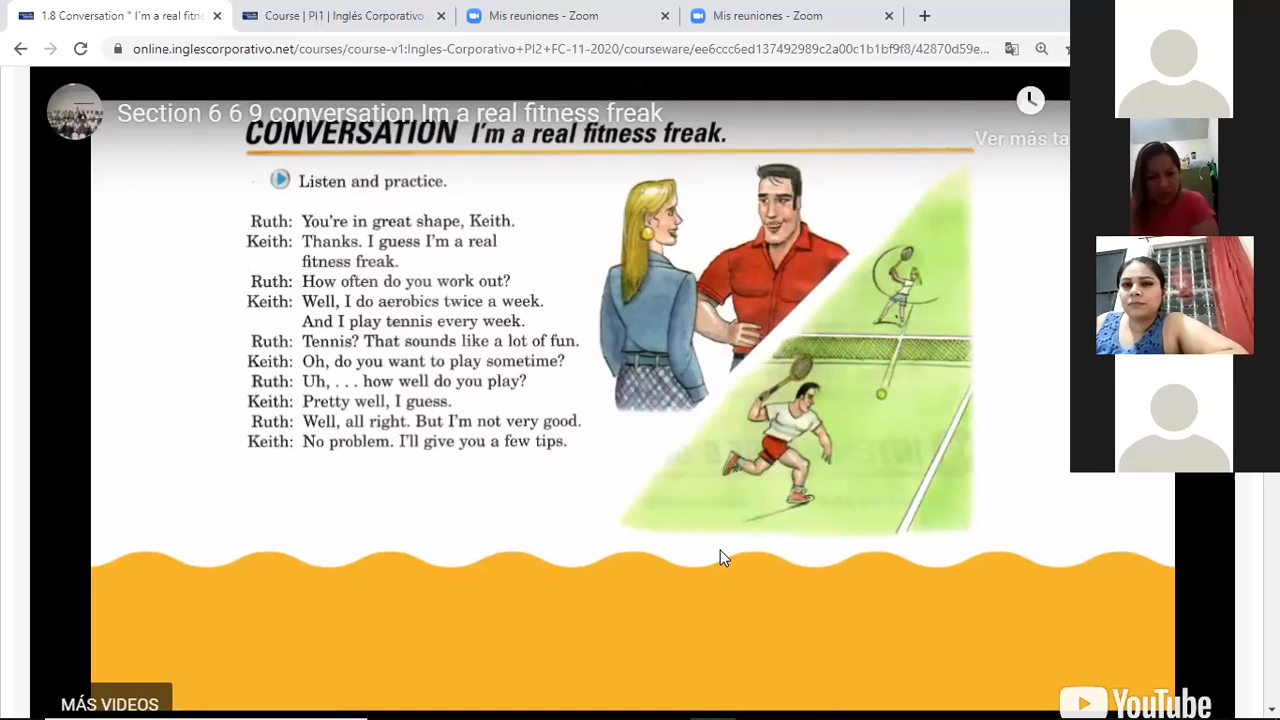 1.8 Conversation " I´m a real fitne
Course | PI1 | Inglés Corporativo
Mis reuniones - Zoom
Mis reuniones - Zoom
online.inglescorporativo.net/courses/course-v1:Ingles-Corporativo+PI2+FC-11-2020/courseware/ee6ccc6ed137492989c2a00c1b1bf9f8/42870d59e...
Section 6 6 9 conversation Im a real fitness freak
CONVERSATION I'm a real fitness freak.
Ver más ta
Listen and practice.
Ruth: You're in great shape, Keith.
Keith: Thanks. I guess I'm a real
fitness freak.
Ruth: How often do you work out?
Keith: Well, I do aerobics twice a week.
And I play tennis every week.
Ruth: Tennis? That sounds like a lot of fun.
Keith: Oh, do you want to play sometime?
Ruth: Uh, . . . how well do you play?
Keith: Pretty well, I guess.
Ruth: Well, all right. But I'm not very good.
Keith: No problem. I'll give you a few tips.
MÁS VIDEOS
YouTube